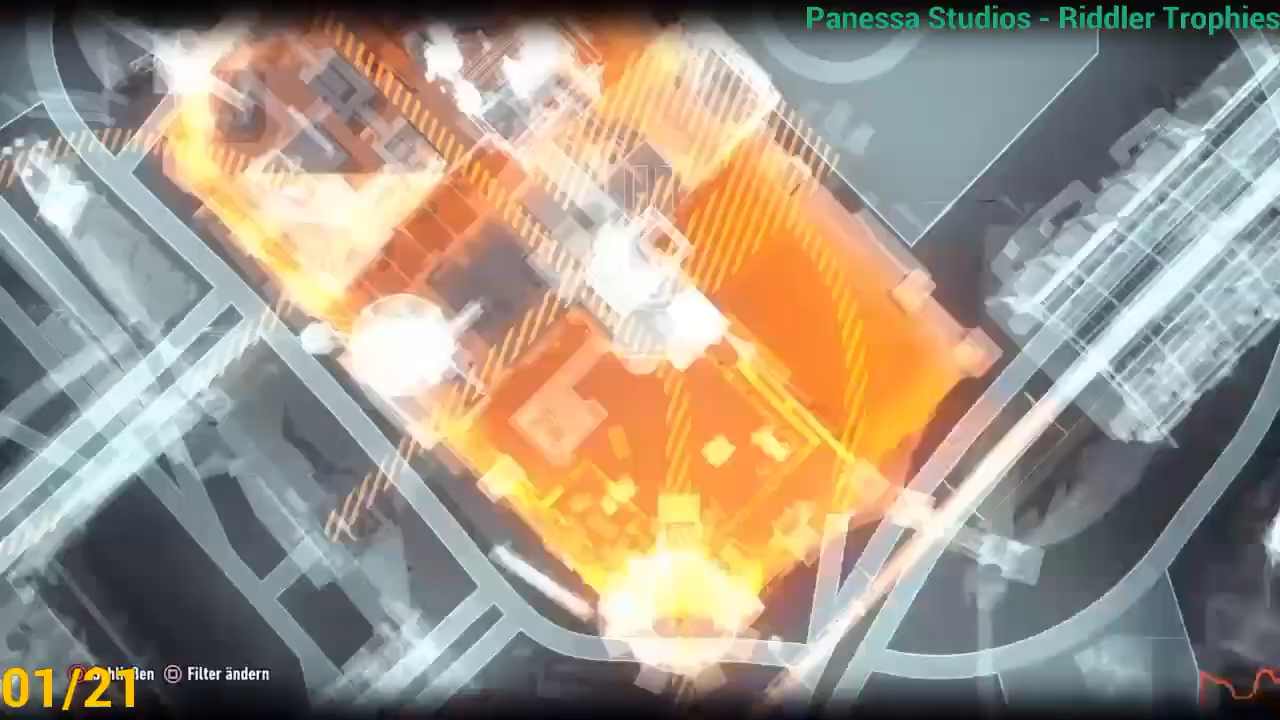 Panessa Studios - Riddler Trophies
Filter ändern
01/21